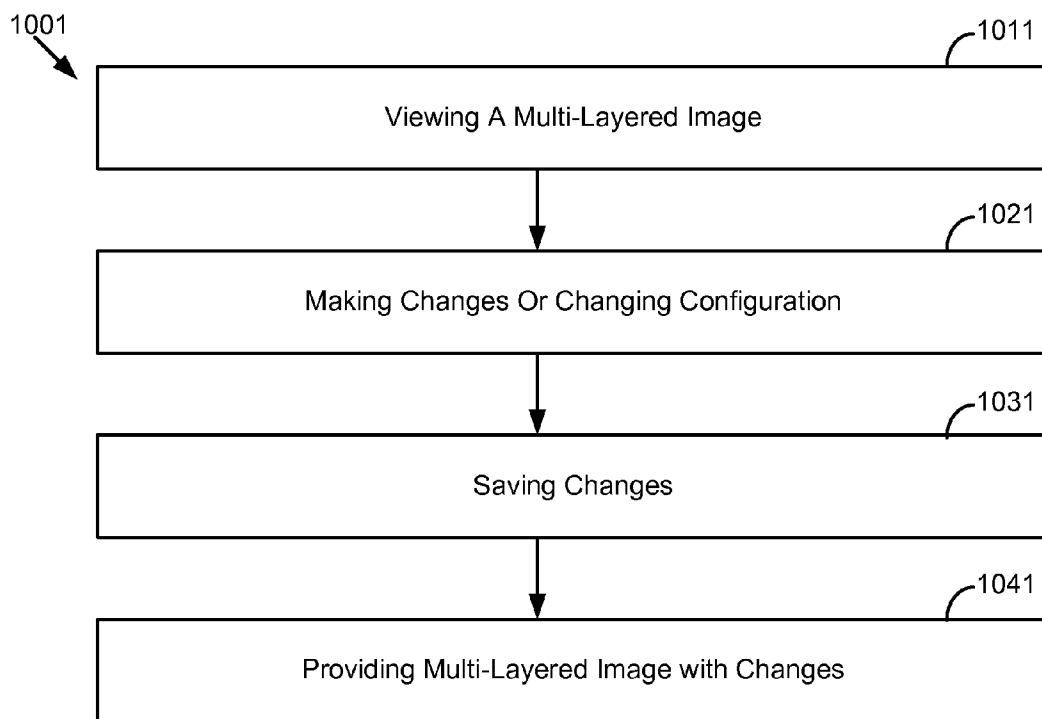 1001
1011
Viewing A Multi-Layered Image
1021
Making Changes Or Changing Configuration
1031
Saving Changes
1041
Providing Multi-Layered Image with Changes